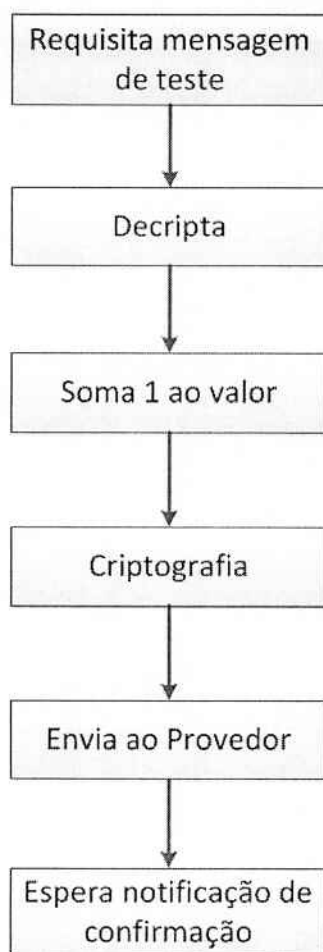 Requisita mensagem
de teste
Decripta
Soma 1 ao valor
Criptografia
Envia ao Provedor
Espera notificação de
confirmação